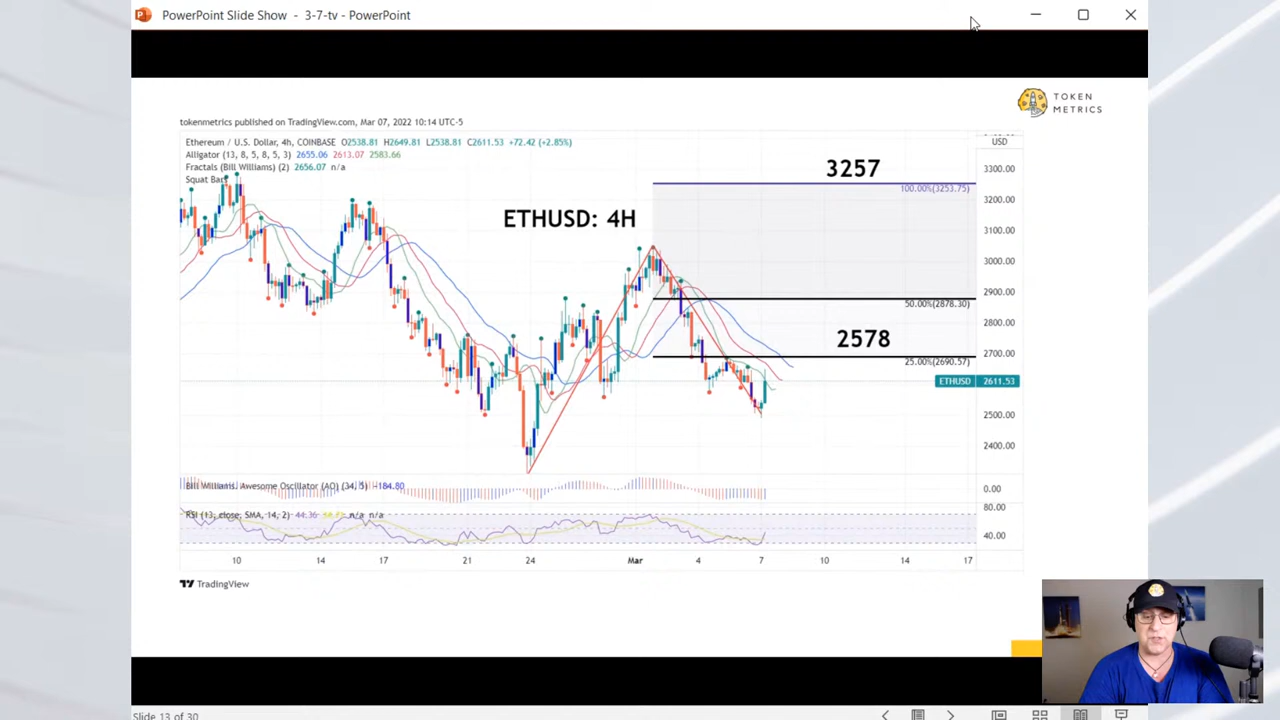 PowerPoint Slide Show - 3-7-tv - PowerPoint
TOKEN
METRICS
tokenmetrics published on TradingView.com, Mar 07, 2022 10:14 UTC-5
Ethereum / U.S. Dollar, 4h, COINBASE O2538.81 H2649.81 L2538.81 C2611.53 +72.42 (+2.85%)
USD
Alligator (13, 8, 5, 8, 5, 3) 2655.06 2613.07 2583.66
Fractals (Bill Williams) (2) 2656.07 n/a
Squat Bars
3257
100.00%(3253.75)
3300.00
3200.00
ETHUSD: 4H
3100.00
3000.00
2900.00
50.00%(2878.30)
2800.00
2578
2700.00
25.00%(2690.57)
ETHUSD 2611.53
2500.00
2400.00
Bill Williams. Awesome Oscillator (AO) (34, 5) -184.80
0.00
80.00
RSI (13, close, SMA, 14, 2) 44.36 n/a n/a
40.00
10 14 17 21 24 Mar 4 7 10 14 17
TradingView
Slide 13 of 30